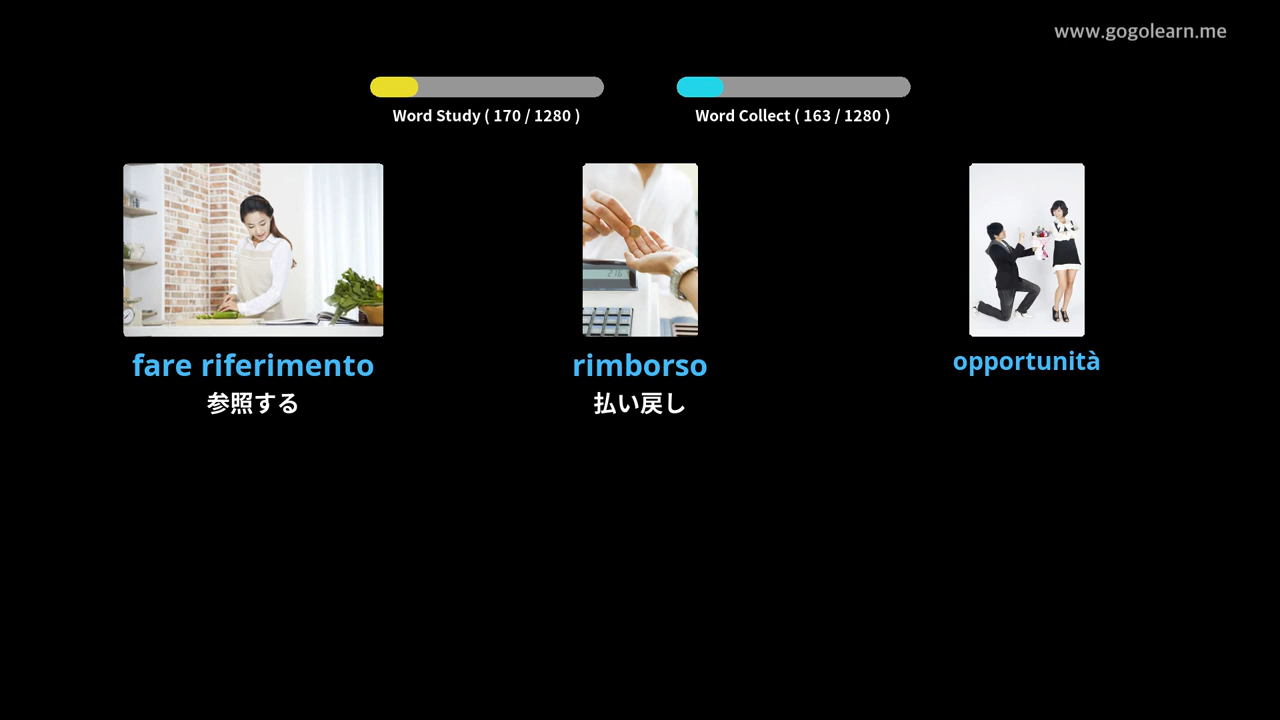 www.gogolearn.me
Word Study ( 170 / 1280 )
Word Collect ( 163 / 1280 )
fare riferimento
参照する
rimborso
払い戻し
opportunità